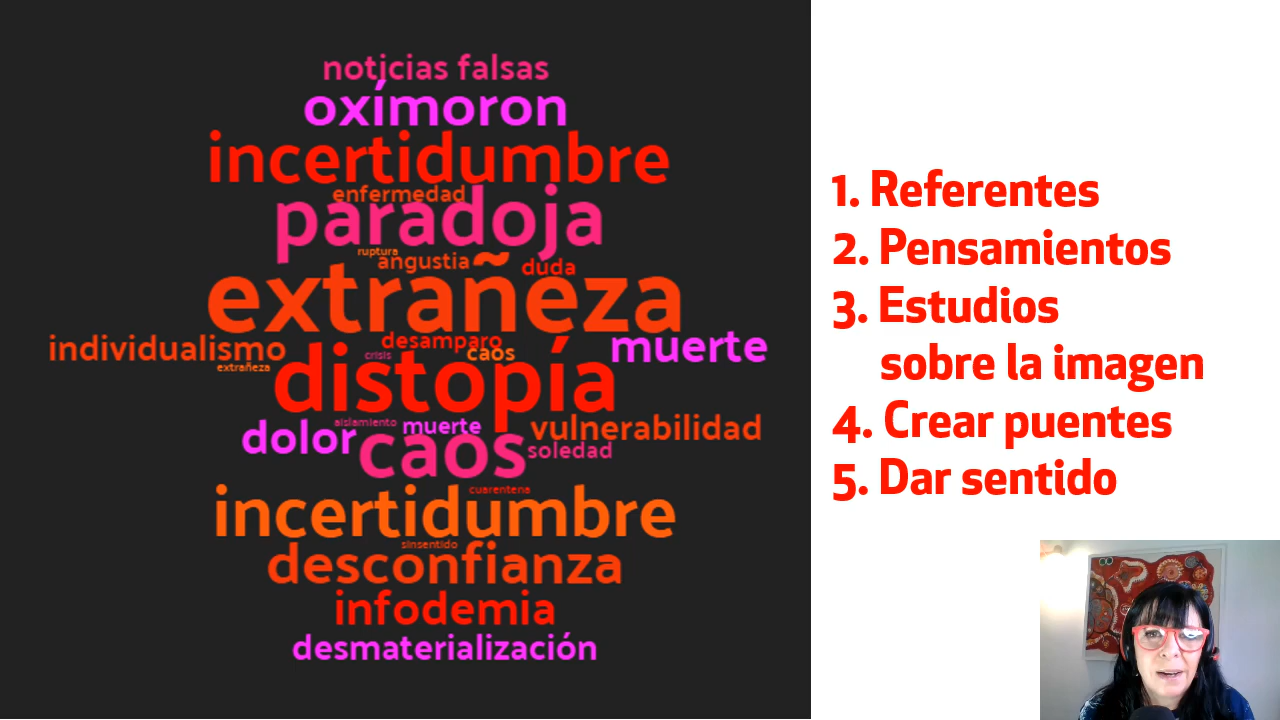 noticias falsas
oxímoron
incertidumbre
enfermedad
paradoja
ruptura
angustia
duda
extrañeza
individualismo
desamparo
muerte
crisis
caos
extrañeza
distopía
aislamiento
muerte
vulnerabilidad
dolor
caos
soledad
cuarentena
incertidumbre
sinsentido
desconfianza
infodemia
desmaterialización
1. Referentes
2. Pensamientos
3. Estudios
sobre la imagen
4. Crear puentes
5. Dar sentido